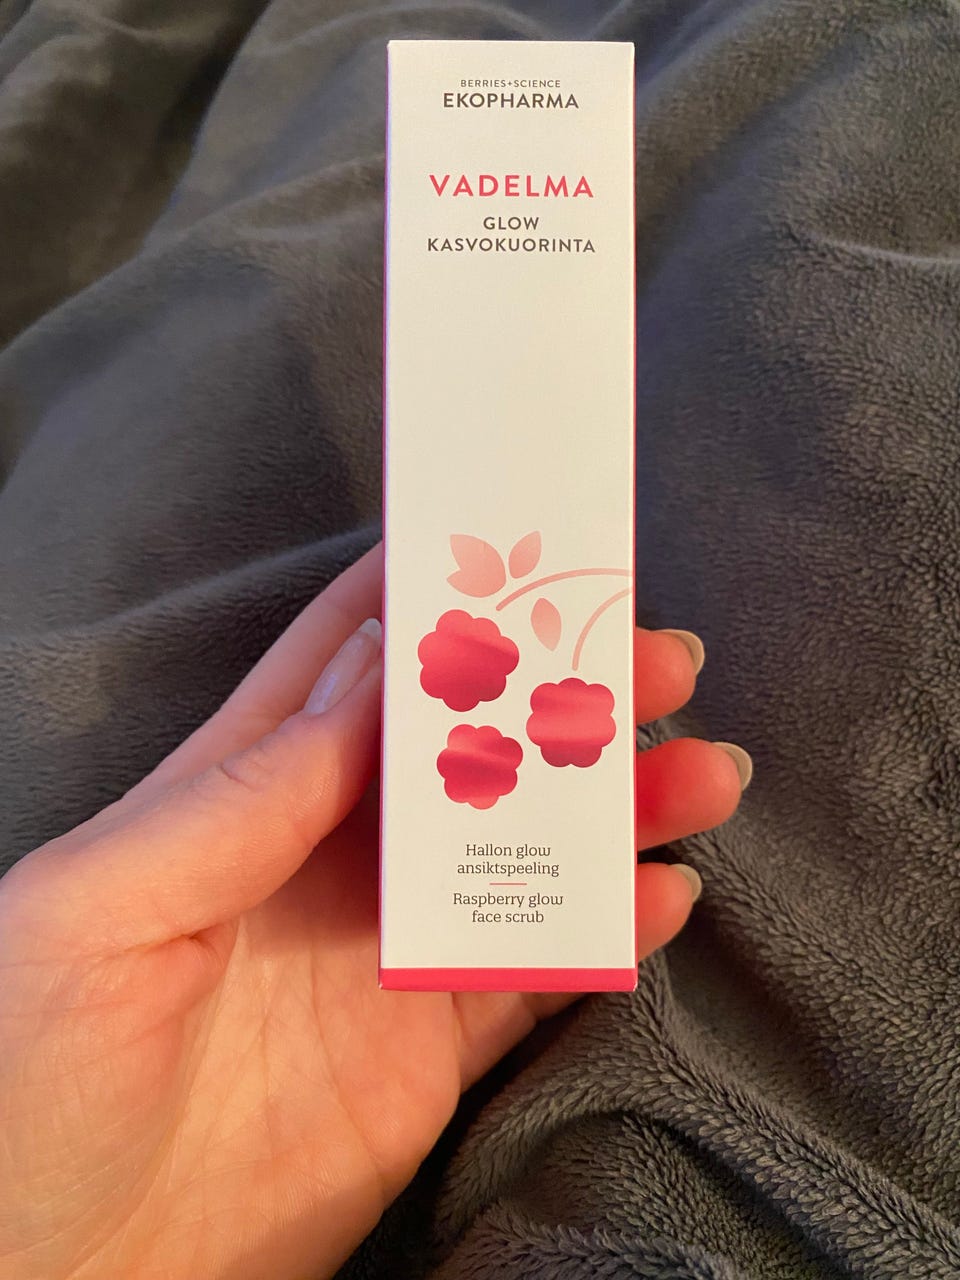 BERRIES+SCIENCE
EKOPHARMA
VADELMA
GLOW
KASVOKUORINTA
Hallon glow
ansiktspeeling
Raspberry glow
face scrub